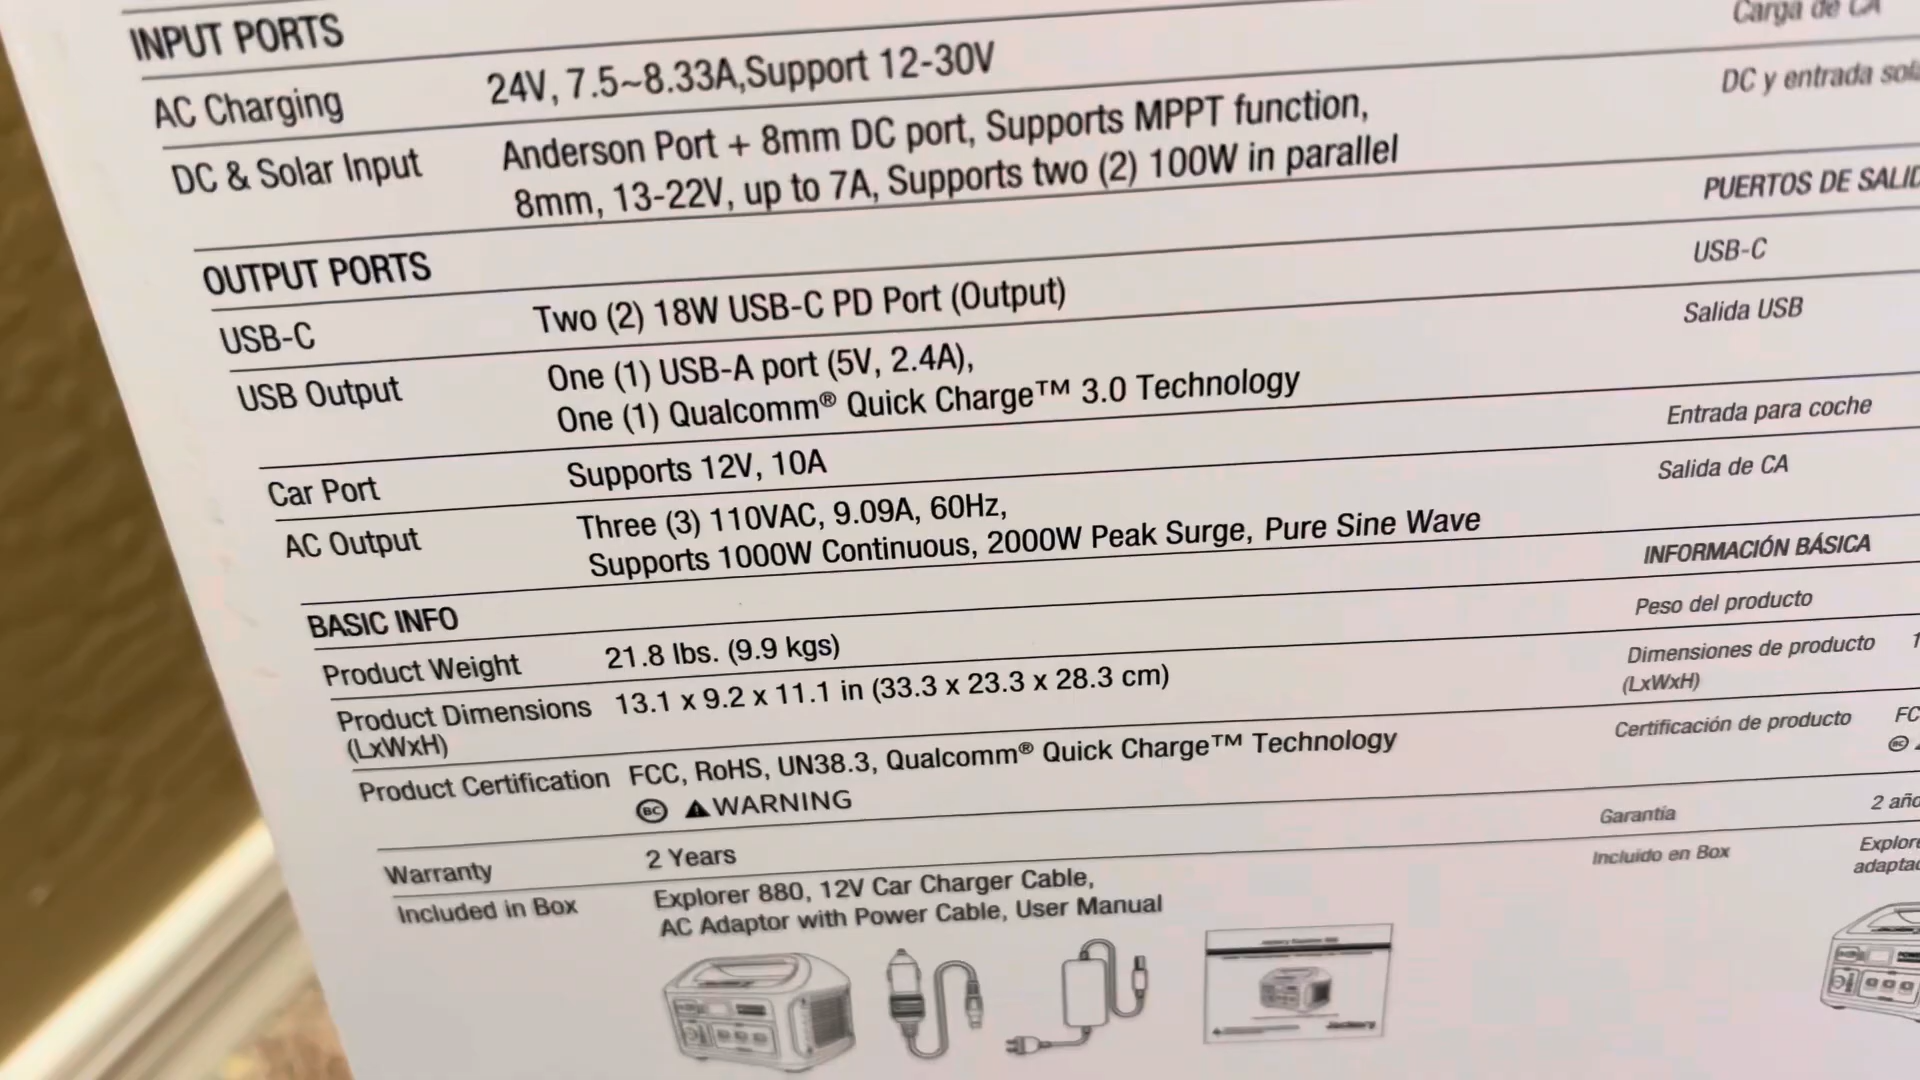 INPUT PORTS
AC Charging 24V, 7.5~8.33A,Support 12-30V
DC & Solar Input Anderson Port + 8mm DC port, Supports MPPT function,
8mm, 13-22V, up to 7A, Supports two (2) 100W in parallel
OUTPUT PORTS
USB-C Two (2) 18W USB-C PD Port (Output)
USB Output One (1) USB-A port (5V, 2.4A),
One (1) Qualcomm® Quick Charge™ 3.0 Technology
Car Port Supports 12V, 10A
AC Output Three (3) 110VAC, 9.09A, 60Hz,
Supports 1000W Continuous, 2000W Peak Surge, Pure Sine Wave
BASIC INFO
Product Weight 21.8 lbs. (9.9 kgs)
Product Dimensions 13.1 x 9.2 x 11.1 in (33.3 x 23.3 x 28.3 cm)
(LxWxH)
Product Certification FCC, RoHS, UN38.3, Qualcomm® Quick Charge™ Technology
BC WARNING
Warranty 2 Years
Included in Box Explorer 880, 12V Car Charger Cable,
AC Adaptor with Power Cable, User Manual
Carga de CA
DC y entrada
PUERTOS DE
USB-C
Salida USB
Entrada para coche
Salida de CA
INFORMACIÓN BÁSICA
Peso del producto
Dimensiones de producto
(LxWxH)
Certificación de producto FC
BC
Garantía 2
Incluido en Box
Jackery